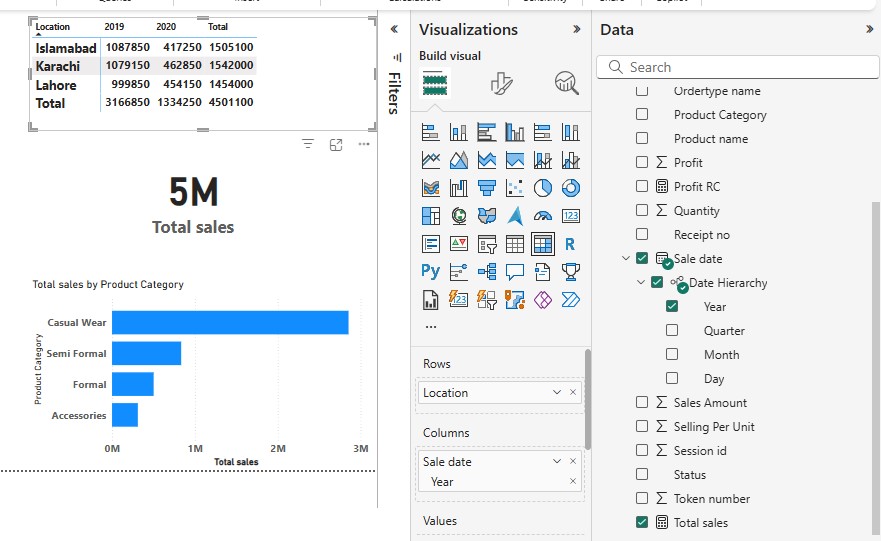 Location 2019 2020 Total
Islamabad 1087850 417250 1505100
Karachi 1079150 462850 1542000
Lahore 999850 454150 1454000
Total 3166850 1334250 4501100
5M
Total sales
Total sales by Product Category
Product Category
Casual Wear
Semi Formal
Formal
Accessories
0M 1M 2M 3M
Total sales
Filters
Visualizations
Build visual
123
R
Py
123
...
Rows
Location
Columns
Sale date
Year
Values
Data
Search
Ordertype name
Product Category
Product name
Profit
Profit RC
Quantity
Receipt no
Sale date
Date Hierarchy
Year
Quarter
Month
Day
Sales Amount
Selling Per Unit
Session id
Status
Token number
Total sales